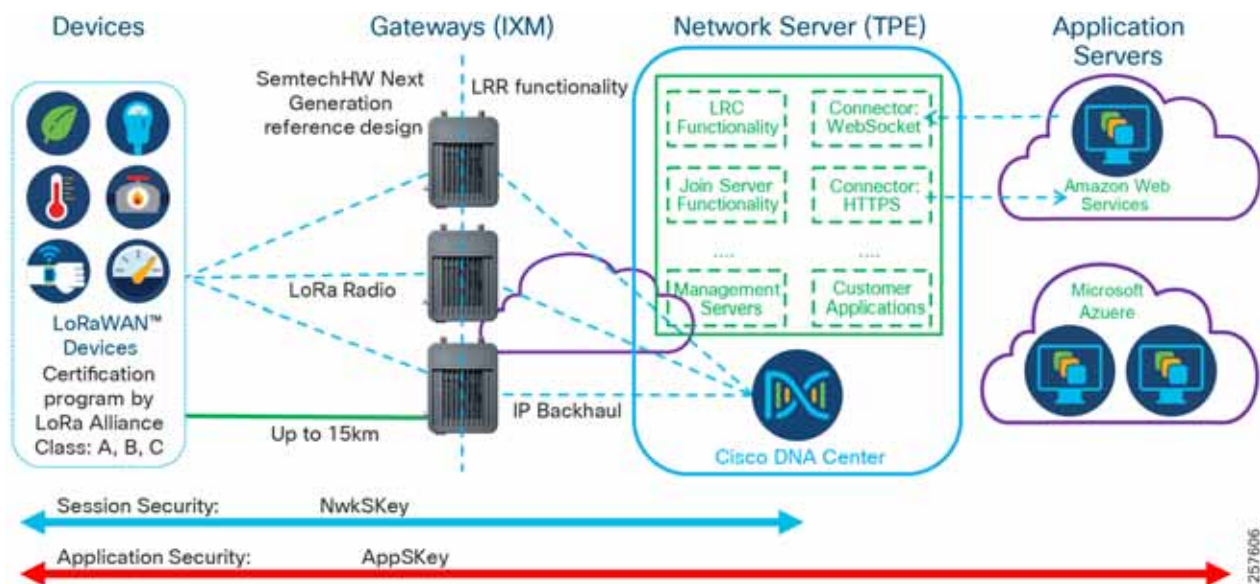 Devices
Gateways (IXM)
Network Server (TPE)
Application
Servers
SemtechHW Next
Generation
reference design
LRR functionality
LRC
Functionality
Connector:
WebSocket
Join Server
Functionality
Connector:
HTTPS
....
....
Management
Servers
Customer
Applications
Amazon Web
Services
Microsoft
Azuere
LoRa Radio
LoRaWAN™
Devices
Certification
program by
LoRa Alliance
Class: A, B, C
Up to 15km
IP Backhaul
Cisco DNA Center
Session Security:
NwkSKey
Application Security:
AppSKey